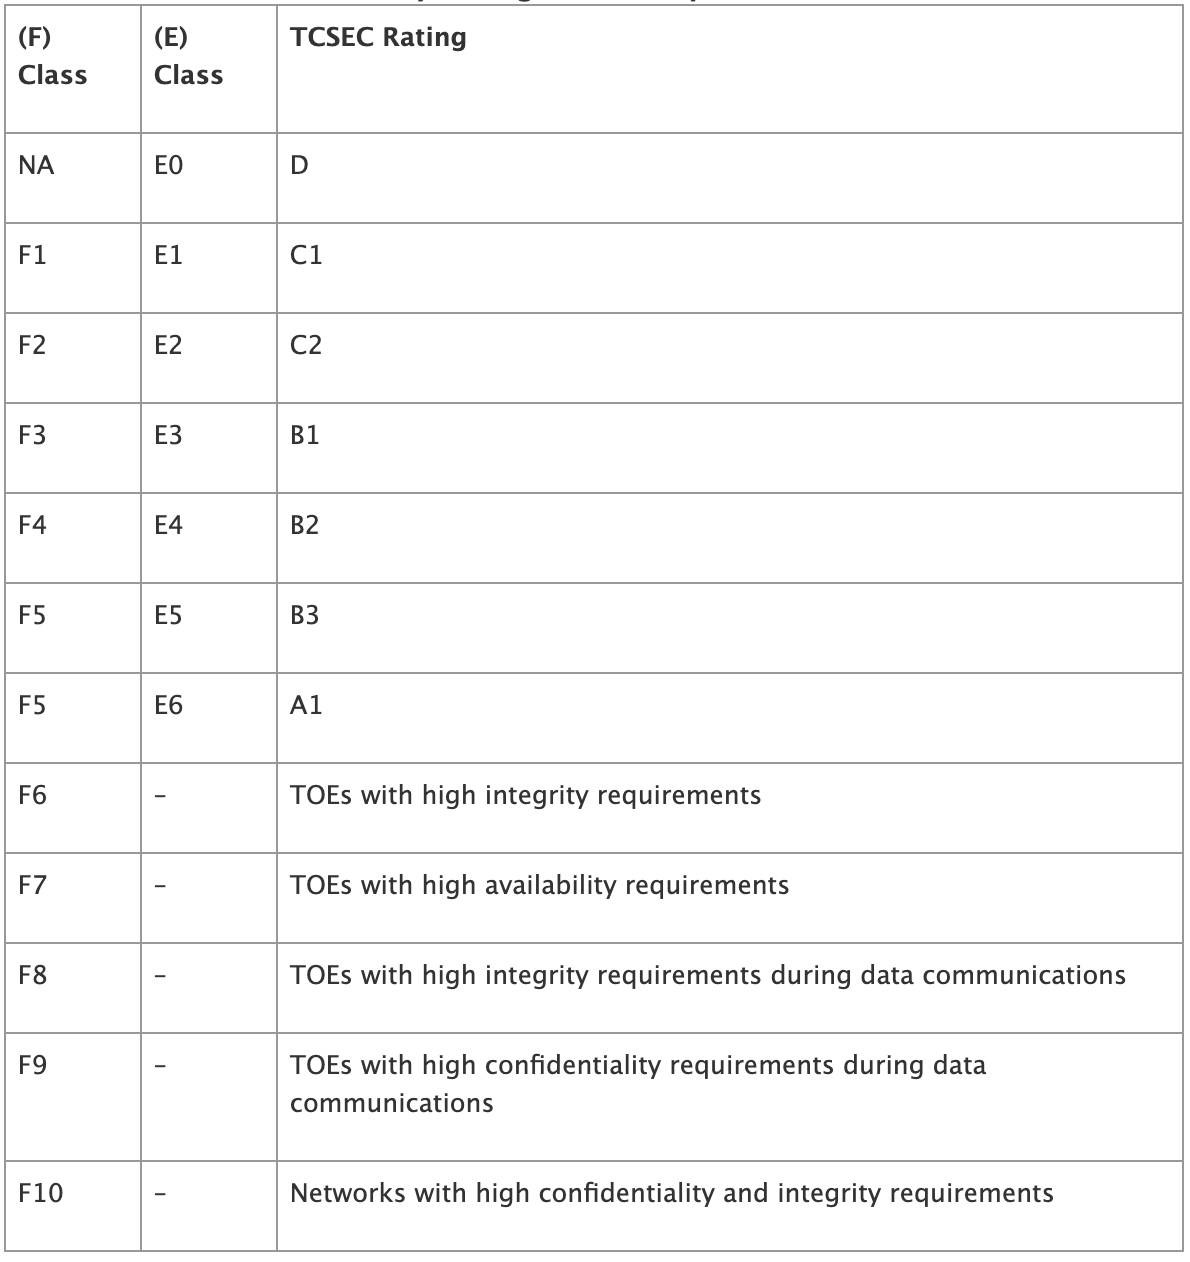 (F) Class (E) Class TCSEC Rating
NA E0 D
F1 E1 C1
F2 E2 C2
F3 E3 B1
F4 E4 B2
F5 E5 B3
F5 E6 A1
F6 – TOEs with high integrity requirements
F7 – TOEs with high availability requirements
F8 – TOEs with high integrity requirements during data communications
F9 – TOEs with high confidentiality requirements during data
communications
F10 – Networks with high confidentiality and integrity requirements